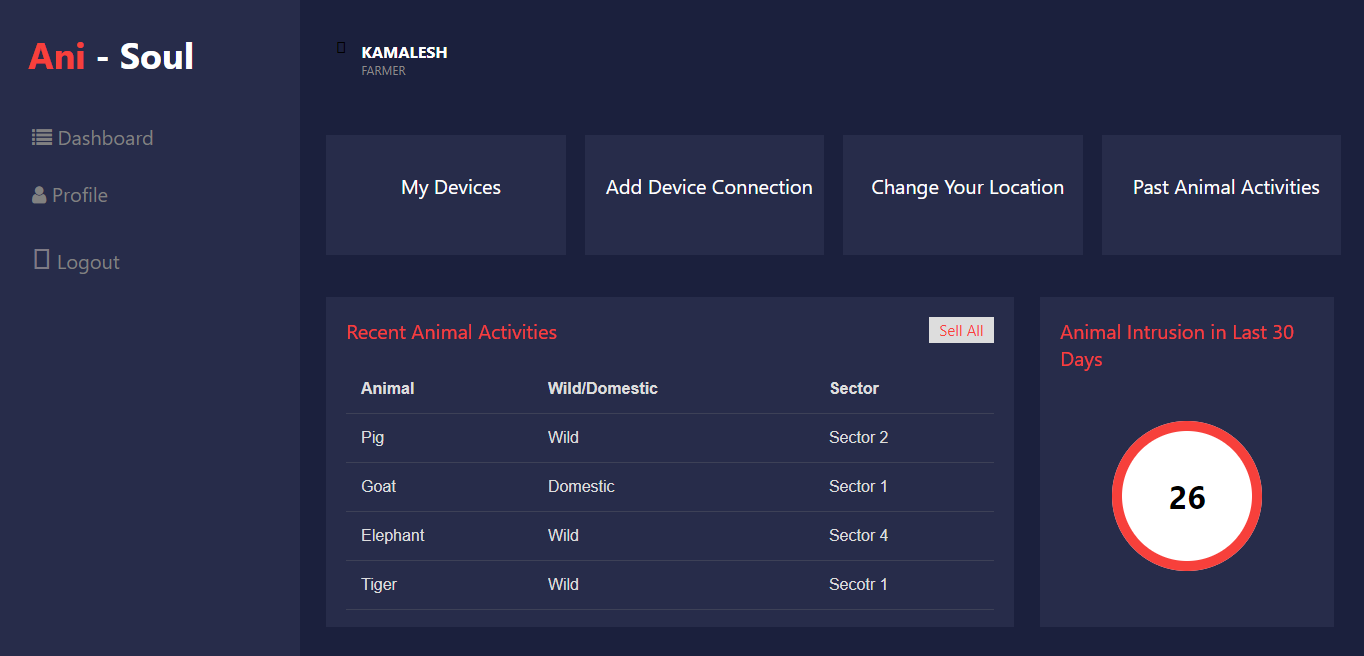 Ani - Soul
Dashboard
Profile
Logout
KAMALESH
FARMER
My Devices
Add Device Connection
Change Your Location
Past Animal Activities
Recent Animal Activities
Sell All
Animal Wild/Domestic Sector
Pig Wild Sector 2
Goat Domestic Sector 1
Elephant Wild Sector 4
Tiger Wild Secotr 1
Animal Intrusion in Last 30
Days
26